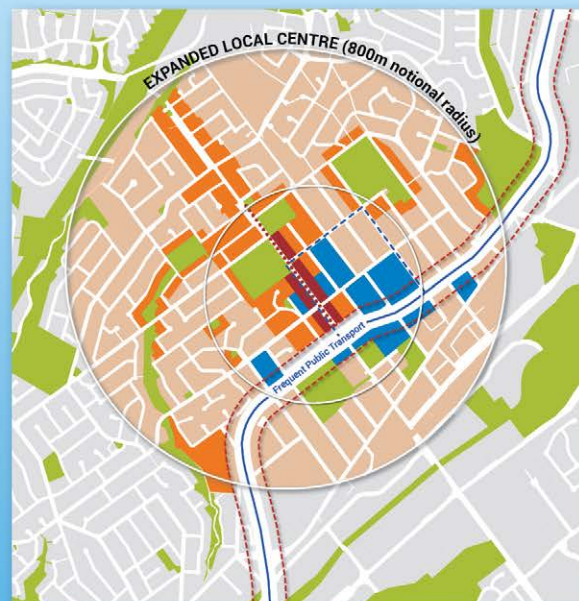 EXPANDED LOCAL CENTRE (800m notional radius)
Frequent Public Transport